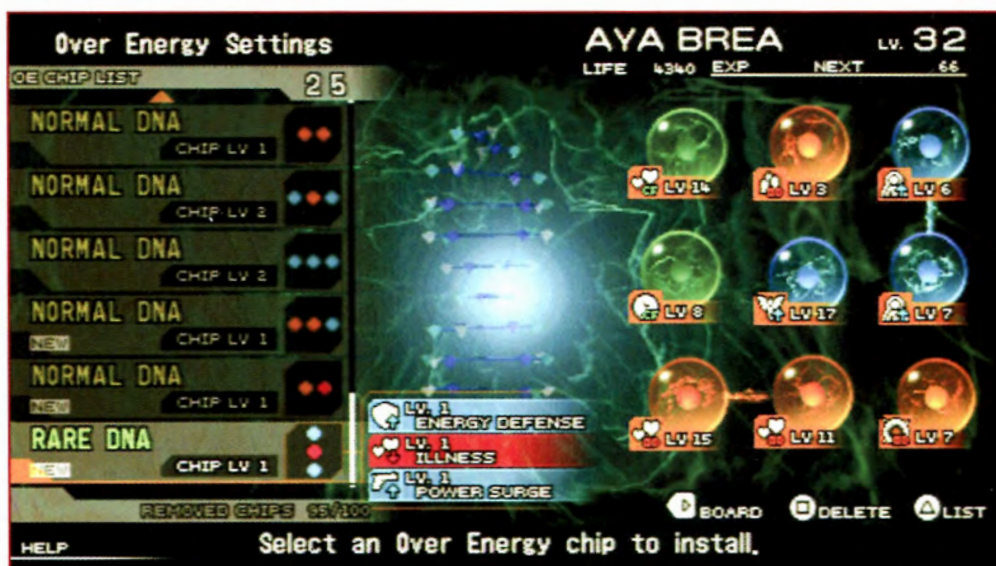 Over Energy Settings
AYA BREA LV. 32
LIFE 4340 EXP NEXT 66
OE CHIP LIST 25
NORMAL DNA
CHIP LV 1
NORMAL DNA
CHIP LV 2
NORMAL DNA
CHIP LV 2
NORMAL DNA
NEW CHIP LV 1
NORMAL DNA
NEW CHIP LV 1
RARE DNA
NEW CHIP LV 1
REMOVED CHIPS 95/100
LV. 1
ENERGY DEFENSE
LV. 1
ILLNESS
LV. 1
POWER SURGE
CF LV 14
LV 3
LV 6
CF LV 8
LV 17
LV 7
LV 15
LV 11
LV 7
BOARD DELETE LIST
HELP Select an Over Energy chip to install.